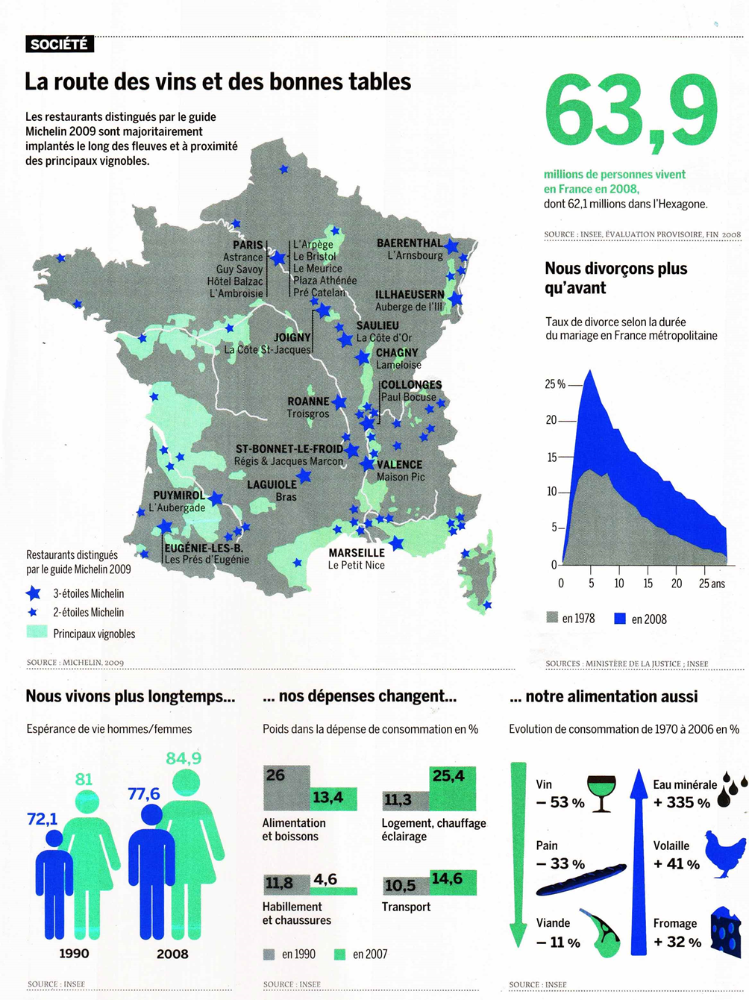 SOCIÉTÉ
La route des vins et des bonnes tables
Les restaurants distingués par le guide
Michelin 2009 sont majoritairement
implantés le long des fleuves et à proximité
des principaux vignobles.
PARIS
Astrance
Guy Savoy
Hôtel Balzac
L'Ambroisie
L'Arpège
Le Bristol
Le Meurice
Plaza Athénée
Pré Catelan
BAERENTHAL
L'Arnsbourg
ILLHAEUSERN
Auberge de l'Ill
JOIGNY
La Côte St-Jacques
SAULIEU
La Côte d'Or
CHAGNY
Lameloise
COLLONGES
Paul Bocuse
ROANNE
Troisgros
ST-BONNET-LE-FROID
Régis & Jacques Marcon
VALENCE
Maison Pic
LAGUIOLE
Bras
PUYMIROL
L'Aubergade
EUGÉNIE-LES-B.
Les Prés d'Eugénie
MARSEILLE
Le Petit Nice
Restaurants distingués
par le guide Michelin 2009
3-étoiles Michelin
2-étoiles Michelin
Principaux vignobles
SOURCE : MICHELIN, 2009
63,9
millions de personnes vivent
en France en 2008,
dont 62,1 millions dans l'Hexagone.
SOURCE : INSEE, ÉVALUATION PROVISOIRE, FIN 2008
Nous divorçons plus
qu'avant
Taux de divorce selon la durée
du mariage en France métropolitaine
25 %
20
15
10
5
0
0 5 10 15 20 25 ans
en 1978 en 2008
SOURCES : MINISTÈRE DE LA JUSTICE ; INSEE
Nous vivons plus longtemps...
Espérance de vie hommes/femmes
72,1
81
77,6
84,9
1990 2008
SOURCE : INSEE
... nos dépenses changent...
Poids dans la dépense de consommation en %
26
13,4
Alimentation
et boissons
11,3
25,4
Logement, chauffage
éclairage
11,8
4,6
Habillement
et chaussures
10,5
14,6
Transport
en 1990 en 2007
SOURCE : INSEE
... notre alimentation aussi
Evolution de consommation de 1970 à 2006 en %
Vin
– 53 %
Pain
– 33 %
Viande
– 11 %
Eau minérale
+ 335 %
Volaille
+ 41 %
Fromage
+ 32 %
SOURCE : INSEE